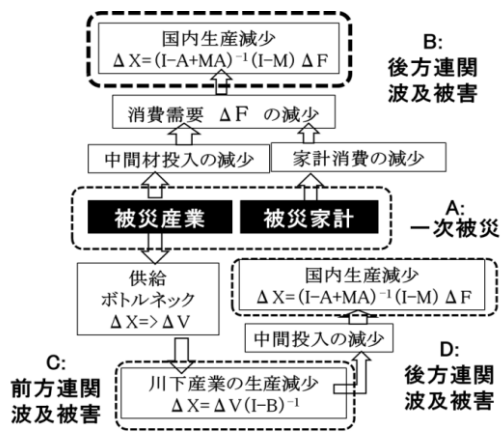 国内生産減少
ΔX=(I-A+MA)⁻¹(I-M)ΔF
B:
後方連関
波及被害
消費需要 ΔF の減少
中間材投入の減少
家計消費の減少
被災産業
被災家計
A:
一次被災
供給
ボトルネック
ΔX=>ΔV
国内生産減少
ΔX=(I-A+MA)⁻¹(I-M)ΔF
中間投入の減少
C:
前方連関
波及被害
川下産業の生産減少
ΔX=ΔV(I-B)⁻¹
D:
後方連関
波及被害